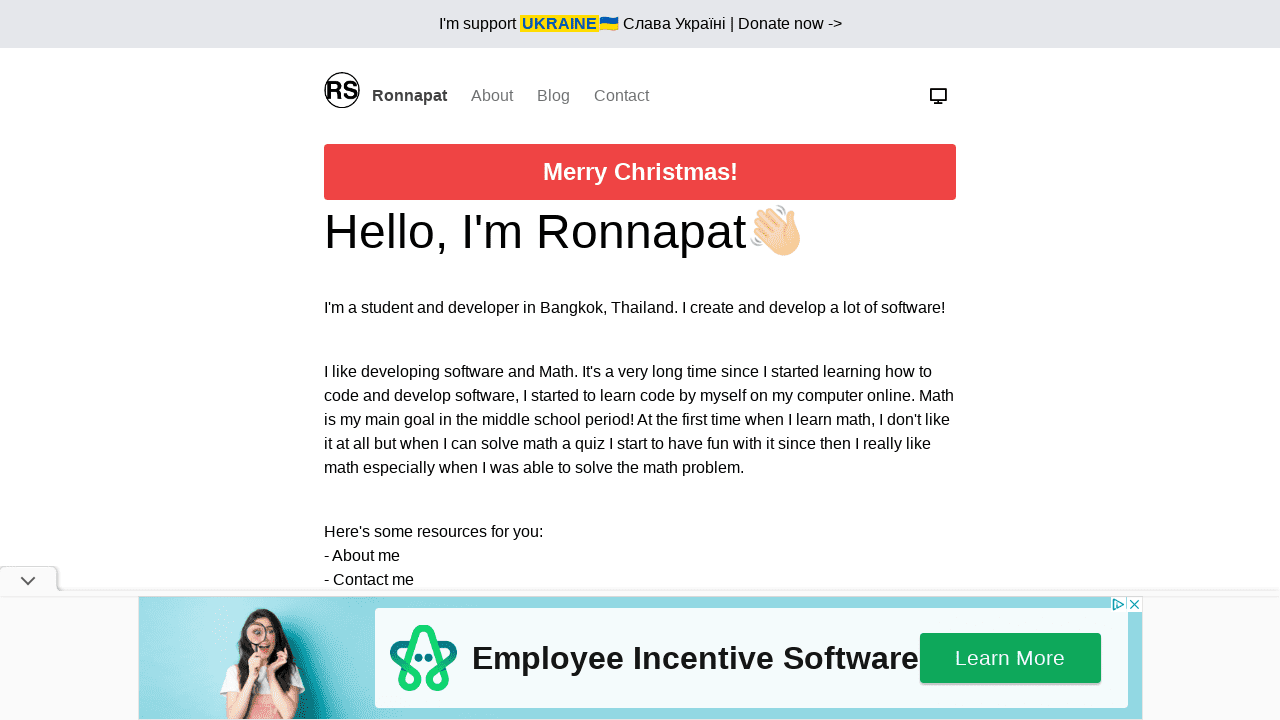 I'm support UKRAINE🇺🇦 Слава Україні | Donate now ->
RS Ronnapat About Blog Contact
Merry Christmas!
Hello, I'm Ronnapat👋🏻
I'm a student and developer in Bangkok, Thailand. I create and develop a lot of software!
I like developing software and Math. It's a very long time since I started learning how to
code and develop software, I started to learn code by myself on my computer online. Math
is my main goal in the middle school period! At the first time when I learn math, I don't like
it at all but when I can solve math a quiz I start to have fun with it since then I really like
math especially when I was able to solve the math problem.
Here's some resources for you:
- About me
- Contact me
Employee Incentive Software Learn More